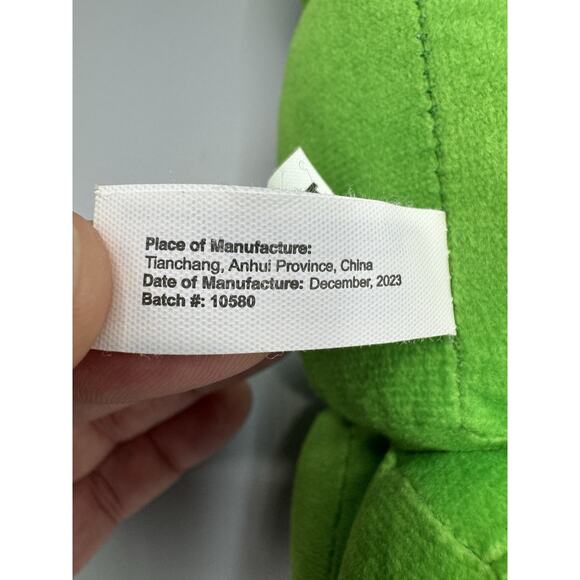 Place of Manufacture:
Tianchang, Anhui Province, China
Date of Manufacture: December, 2023
Batch #: 10580